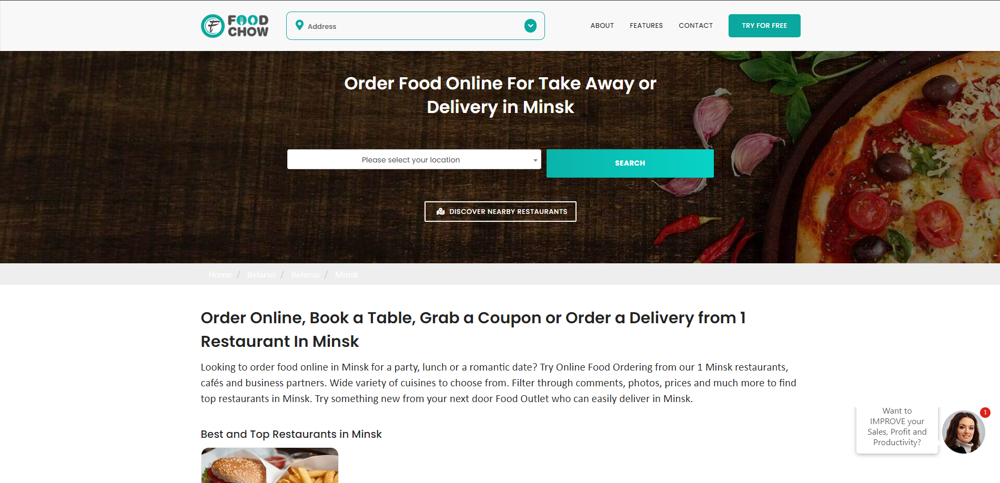 FOOD
CHOW
Address
ABOUT
FEATURES
CONTACT
TRY FOR FREE
Order Food Online For Take Away or
Delivery in Minsk
Please select your location
SEARCH
DISCOVER NEARBY RESTAURANTS
Home / Belarus / Belarus / Minsk
Order Online, Book a Table, Grab a Coupon or Order a Delivery from 1
Restaurant In Minsk
Looking to order food online in Minsk for a party, lunch or a romantic date? Try Online Food Ordering from our 1 Minsk restaurants,
cafés and business partners. Wide variety of cuisines to choose from. Filter through comments, photos, prices and much more to find
top restaurants in Minsk. Try something new from your next door Food Outlet who can easily deliver in Minsk.
Best and Top Restaurants in Minsk
Want to
IMPROVE your
Sales, Profit and
Productivity?
1